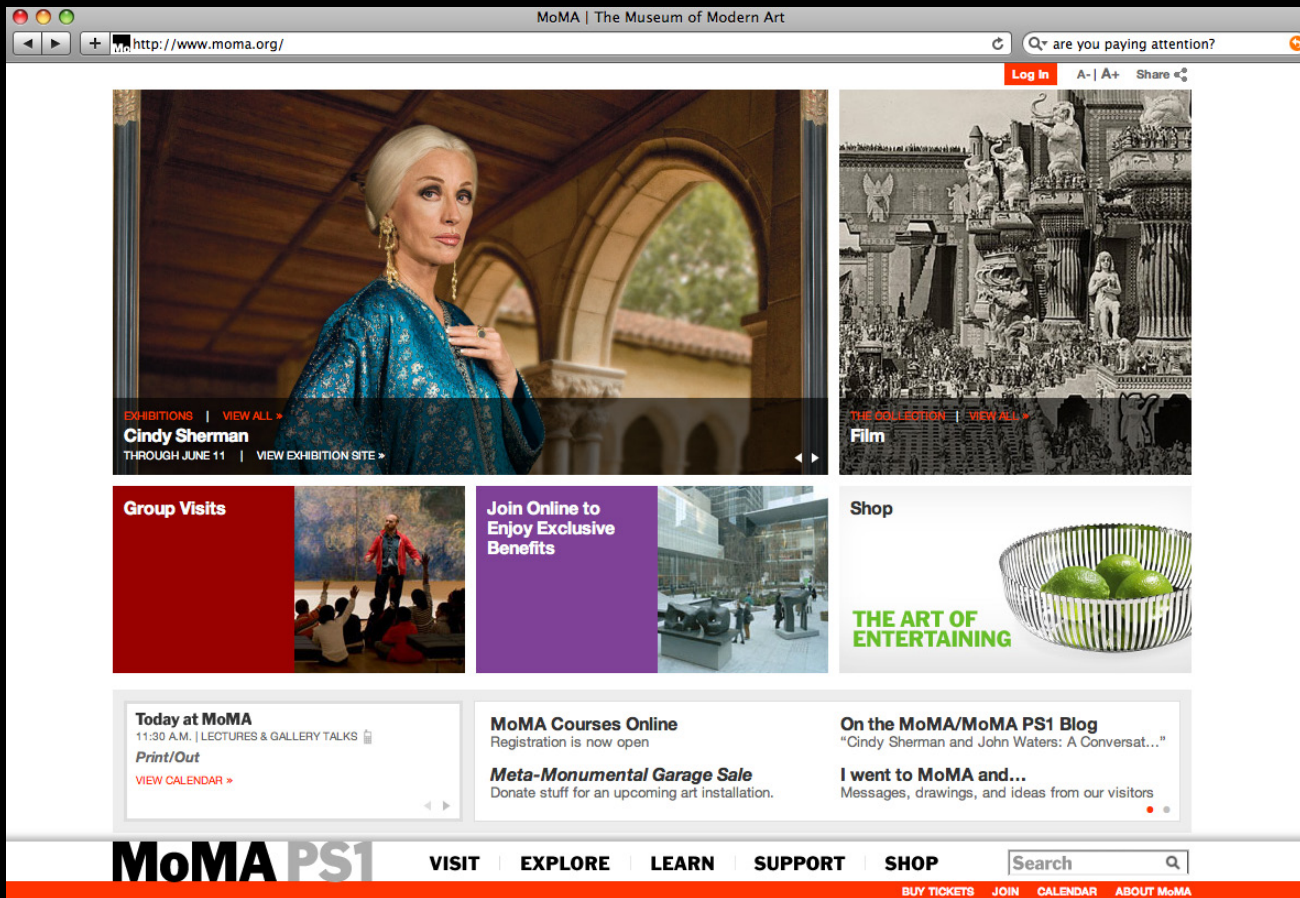 MoMA | The Museum of Modern Art
http://www.moma.org/
are you paying attention?
Log In
A- | A+
Share
EXHIBITIONS | VIEW ALL »
Cindy Sherman
THROUGH JUNE 11 | VIEW EXHIBITION SITE »
THE COLLECTION | VIEW ALL »
Film
Group Visits
Join Online to
Enjoy Exclusive
Benefits
Shop
THE ART OF
ENTERTAINING
Today at MoMA
11:30 A.M. | LECTURES & GALLERY TALKS
Print/Out
VIEW CALENDAR »
MoMA Courses Online
Registration is now open
Meta-Monumental Garage Sale
Donate stuff for an upcoming art installation.
On the MoMA/MoMA PS1 Blog
“Cindy Sherman and John Waters: A Conversat...”
I went to MoMA and...
Messages, drawings, and ideas from our visitors
MoMA PS1
VISIT
EXPLORE
LEARN
SUPPORT
SHOP
Search
BUY TICKETS
JOIN
CALENDAR
ABOUT MoMA